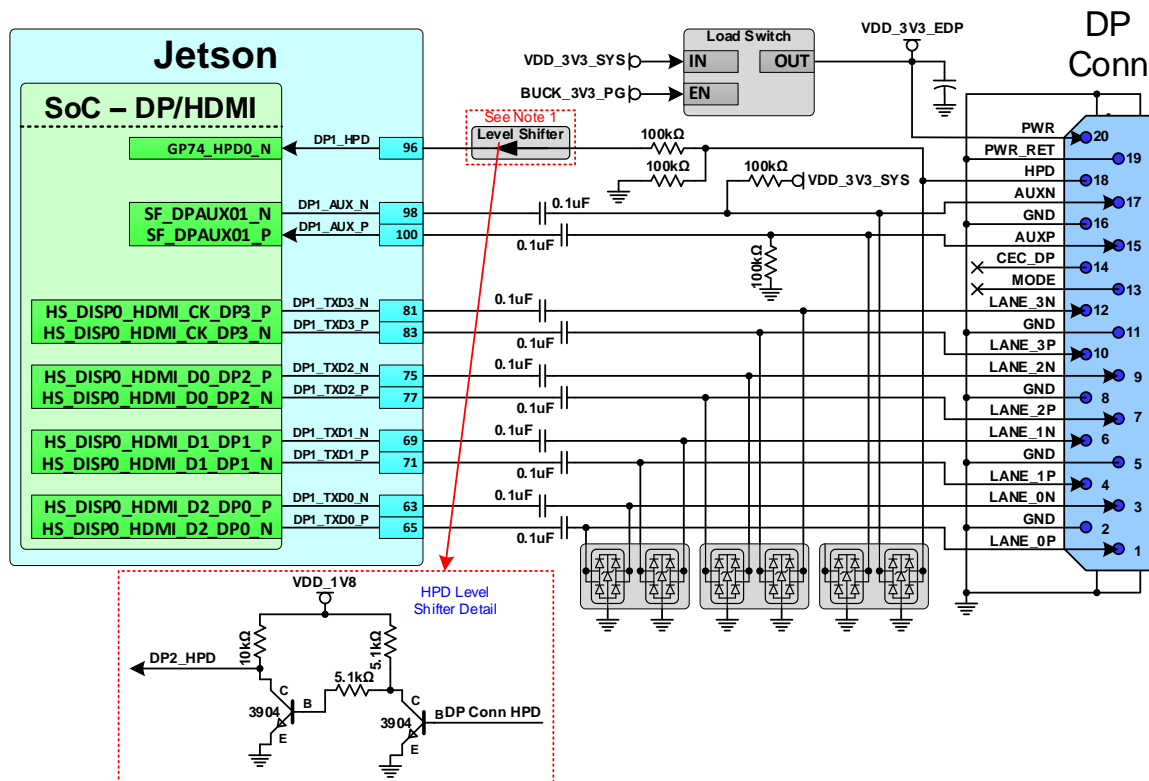 DP
Conn
Jetson
SoC – DP/HDMI
Load Switch
VDD_3V3_SYS
IN
OUT
BUCK_3V3_PG
EN
VDD_3V3_EDP
See Note 1
Level Shifter
GP74_HPD0_N
DP1_HPD
96
100kΩ
100kΩ
100kΩ
VDD_3V3_SYS
SF_DPAUX01_N
DP1_AUX_N
98
0.1uF
SF_DPAUX01_P
DP1_AUX_P
100
0.1uF
100kΩ
HS_DISP0_HDMI_CK_DP3_P
DP1_TXD3_N
81
0.1uF
HS_DISP0_HDMI_CK_DP3_N
DP1_TXD3_P
83
0.1uF
HS_DISP0_HDMI_D0_DP2_P
DP1_TXD2_N
75
0.1uF
HS_DISP0_HDMI_D0_DP2_N
DP1_TXD2_P
77
0.1uF
HS_DISP0_HDMI_D1_DP1_P
DP1_TXD1_N
69
0.1uF
HS_DISP0_HDMI_D1_DP1_N
DP1_TXD1_P
71
0.1uF
HS_DISP0_HDMI_D2_DP0_P
DP1_TXD0_N
63
0.1uF
HS_DISP0_HDMI_D2_DP0_N
DP1_TXD0_P
65
0.1uF
PWR
20
PWR_RET
19
HPD
18
AUXN
17
GND
16
AUXP
15
CEC_DP
14
MODE
13
LANE_3N
12
GND
11
LANE_3P
10
LANE_2N
9
GND
8
LANE_2P
7
LANE_1N
6
GND
5
LANE_1P
4
LANE_0N
3
GND
2
LANE_0P
1
VDD_1V8
HPD Level
Shifter Detail
10kΩ
5.1kΩ
DP2_HPD
5.1kΩ
C
B
3904
E
C
B
3904
E
DP Conn HPD